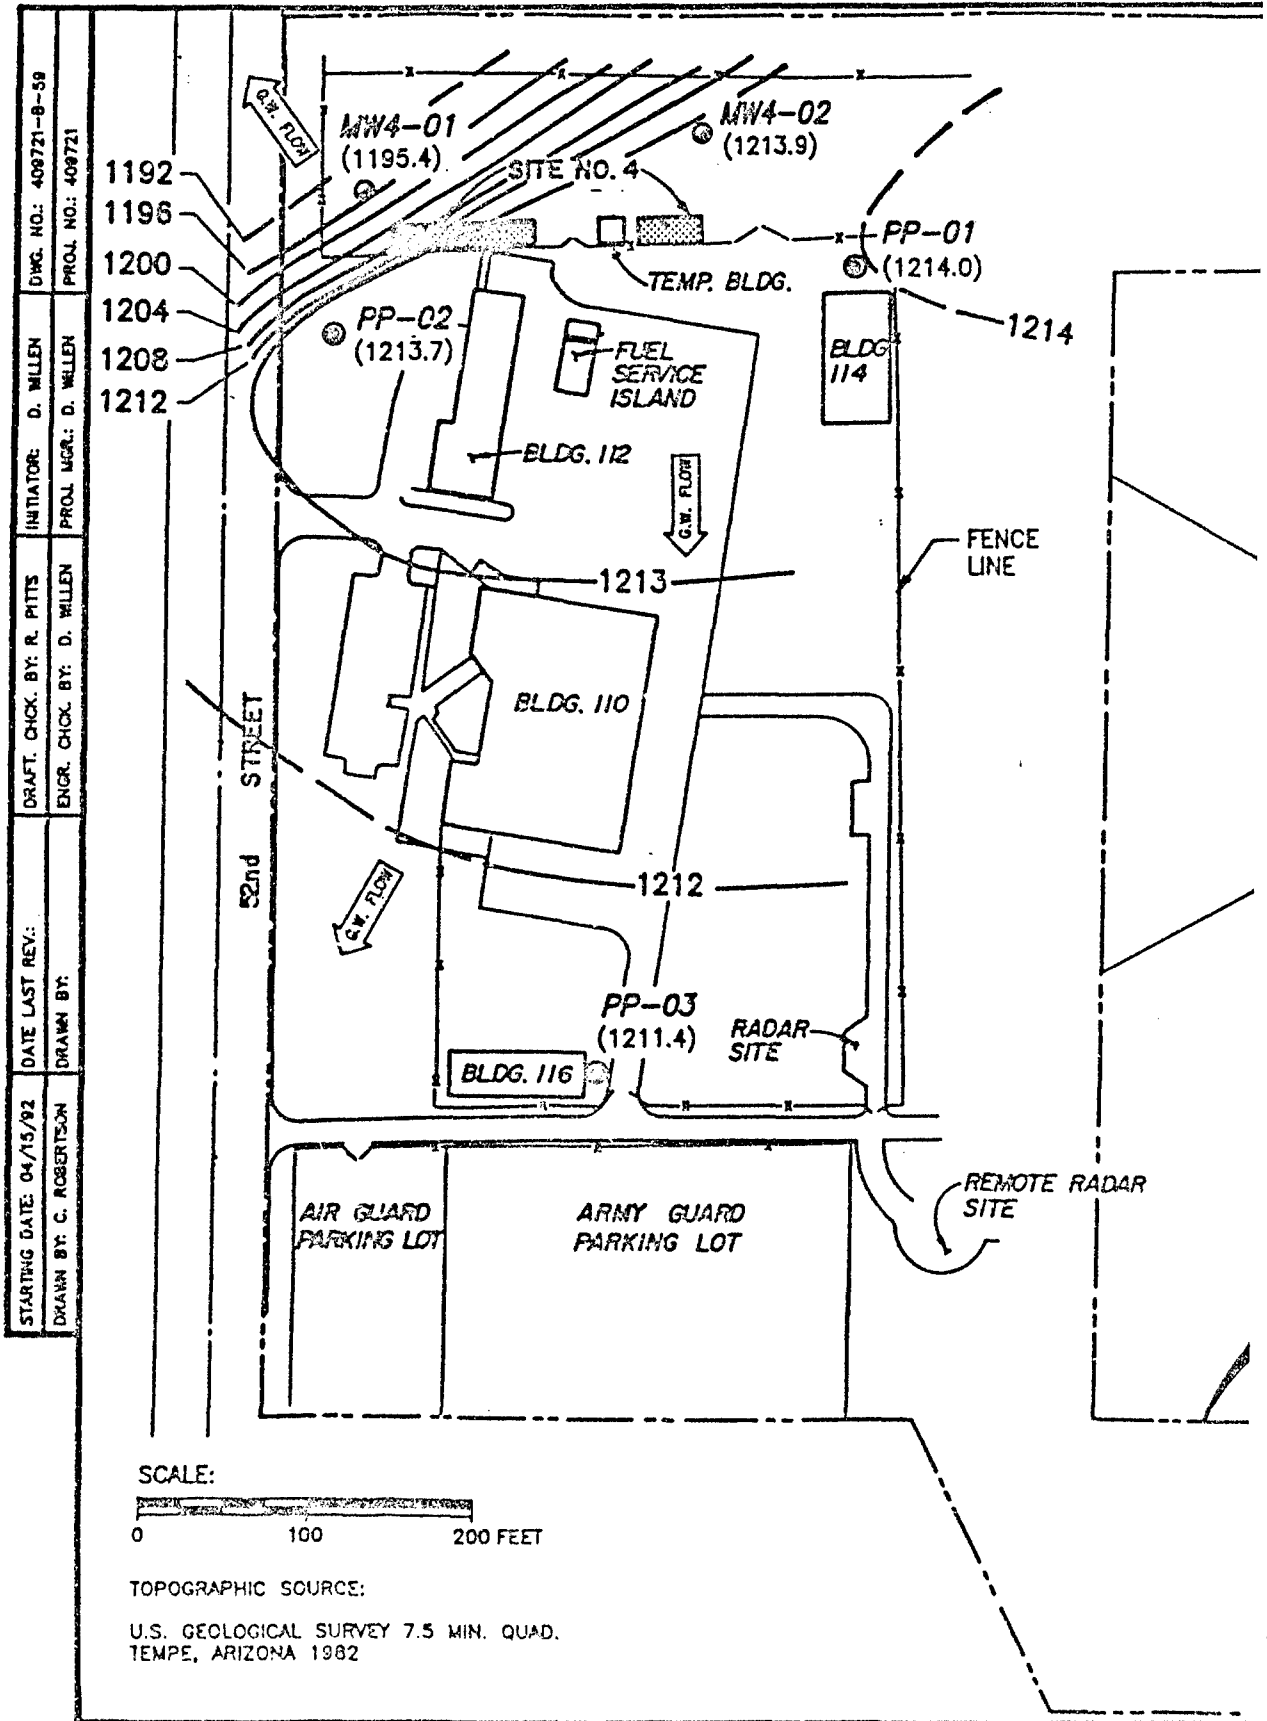 STARTING DATE: 04/15/92
DATE LAST REV.:
DRAFT. CHCK. BY: R. PITTS
INITIATOR: D. WILLEN
DWG. NO.: 409721-B-59
DRAWN BY: C. ROBERTSON
DRAWN BY:
ENGR. CHCK. BY: D. WILLEN
PROJ. MGR.: D. WILLEN
PROJ. NO.: 409721
G.W. FLOW
MW4-01
(1195.4)
MW4-02
(1213.9)
SITE NO. 4
1192
1196
1200
1204
1208
1212
PP-01
(1214.0)
TEMP. BLDG.
1214
PP-02
(1213.7)
FUEL
SERVICE
ISLAND
BLDG
114
BLDG. 112
G.W. FLOW
FENCE
LINE
1213
BLDG. 110
52nd STREET
1212
G.W. FLOW
PP-03
(1211.4)
RADAR
SITE
BLDG. 116
REMOTE RADAR
SITE
AIR GUARD
PARKING LOT
ARMY GUARD
PARKING LOT
SCALE:
0 100 200 FEET
TOPOGRAPHIC SOURCE:
U.S. GEOLOGICAL SURVEY 7.5 MIN. QUAD.
TEMPE, ARIZONA 1982